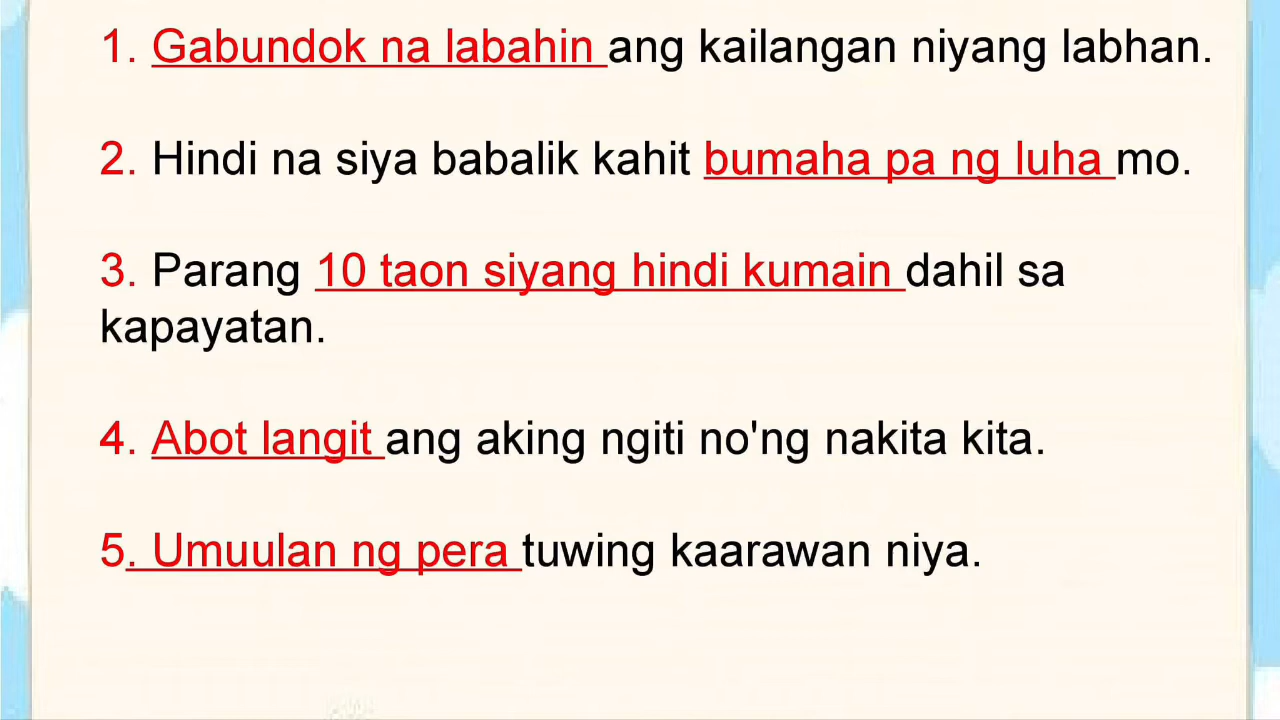 1. Gabundok na labahin ang kailangan niyang labhan.
2. Hindi na siya babalik kahit bumaha pa ng luha mo.
3. Parang 10 taon siyang hindi kumain dahil sa
kapayatan.
4. Abot langit ang aking ngiti no'ng nakita kita.
5. Umuulan ng pera tuwing kaarawan niya.